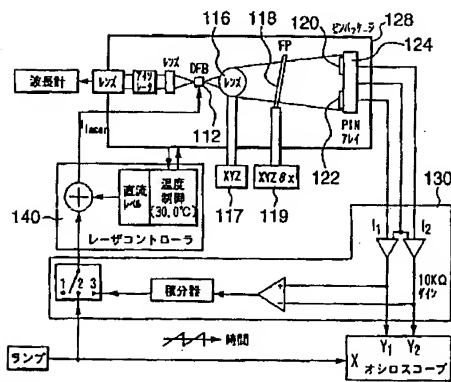 116
118
FP
120
ピンパッケージ
128
124
波長計
レンズ
アイソレータ
レンズ
DFB
112
レンズ
PIN
アレイ
122
Ilaser
XYZ
117
XYZθx
119
130
140
直流
レベル
温度
制御
(30.0℃)
レーザコントローラ
I1
I2
10KΩ
ゲイン
1 2 3
積分器
+
-
時間
ランプ
X
Y1
Y2
オシロスコープ